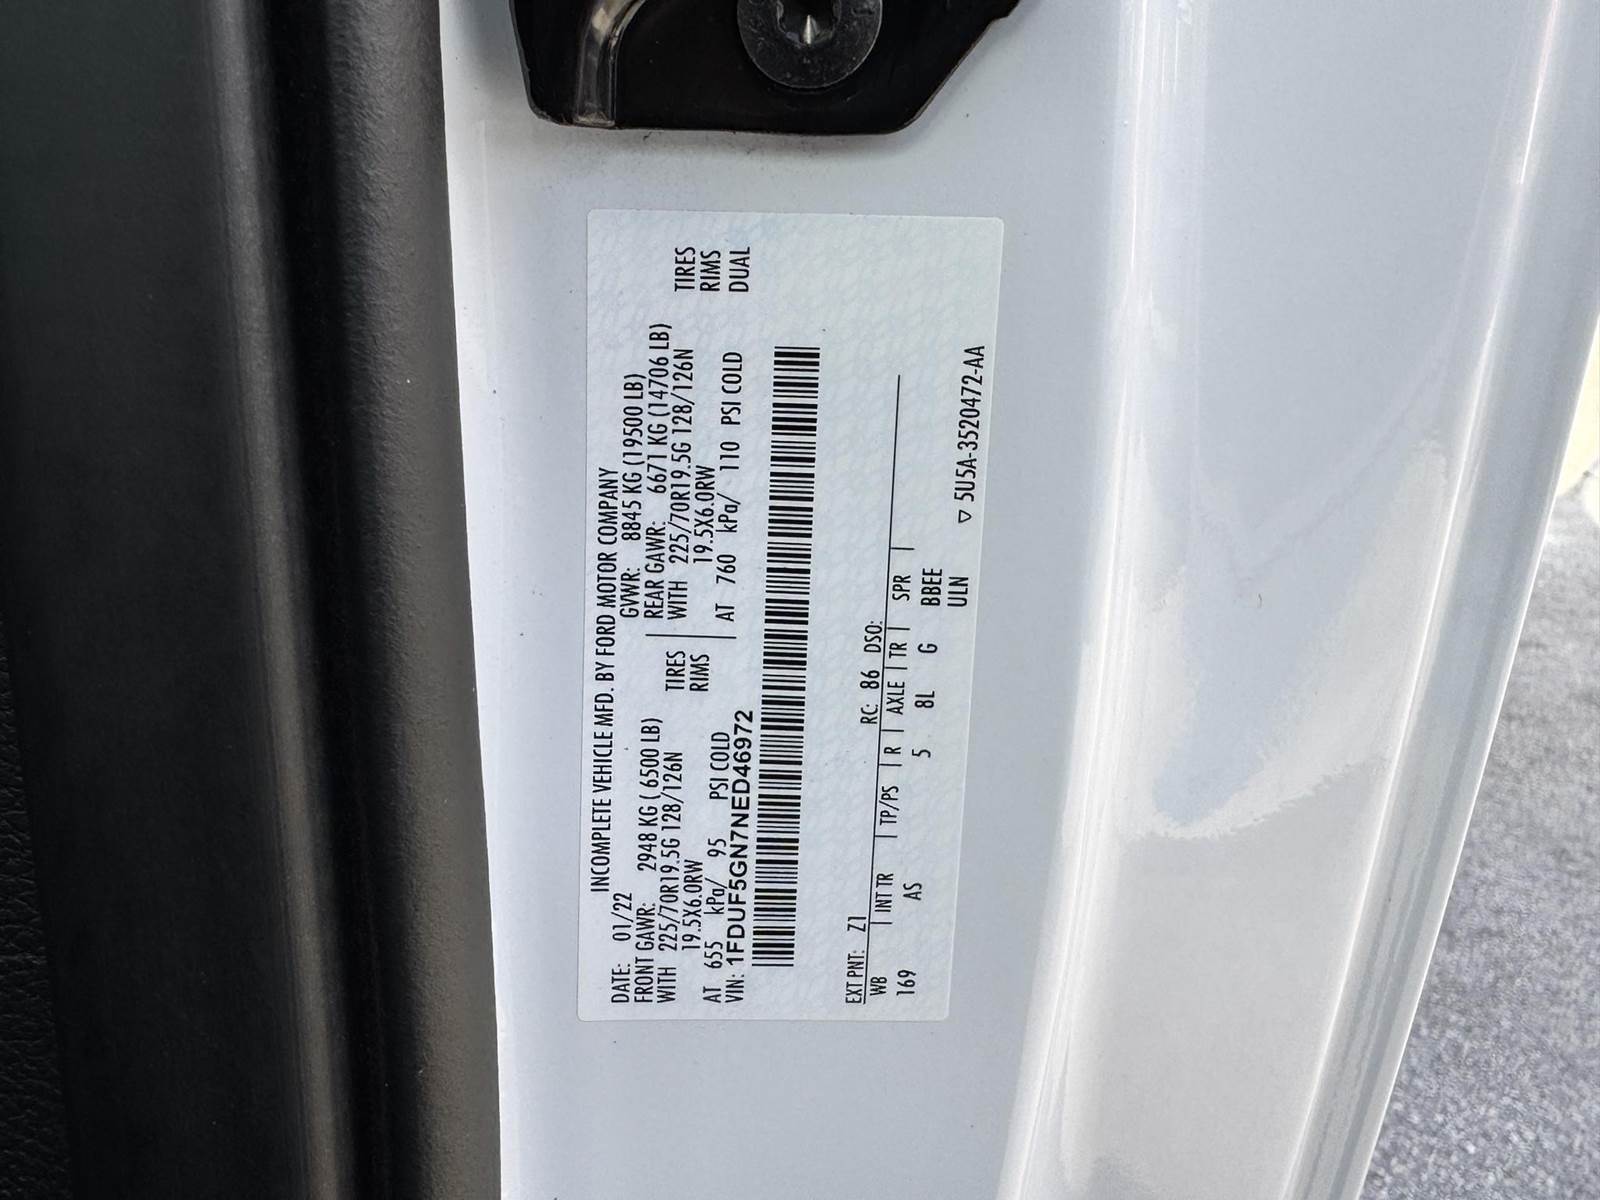 INCOMPLETE VEHICLE MFD. BY FORD MOTOR COMPANY
DATE: 01/22 GVWR: 8845 KG (19500 LB)
FRONT GAWR: 2948 KG ( 6500 LB) REAR GAWR: 6671 KG (14706 LB)
WITH 225/70R19.5G 128/126N TIRES WITH 225/70R19.5G 128/126N TIRES
19.5X6.0RW RIMS 19.5X6.0RW RIMS
AT 655 kPa/ 95 PSI COLD AT 760 kPa/ 110 PSI COLD DUAL
VIN: 1FDUF5GN7NED46972
EXT PNT: Z1 RC: 86 DSO:
WB | INT TR | TP/PS | R | AXLE | TR | SPR |
169 AS 5 8L G BBEE
ULN
▽ 5U5A-3520472-AA